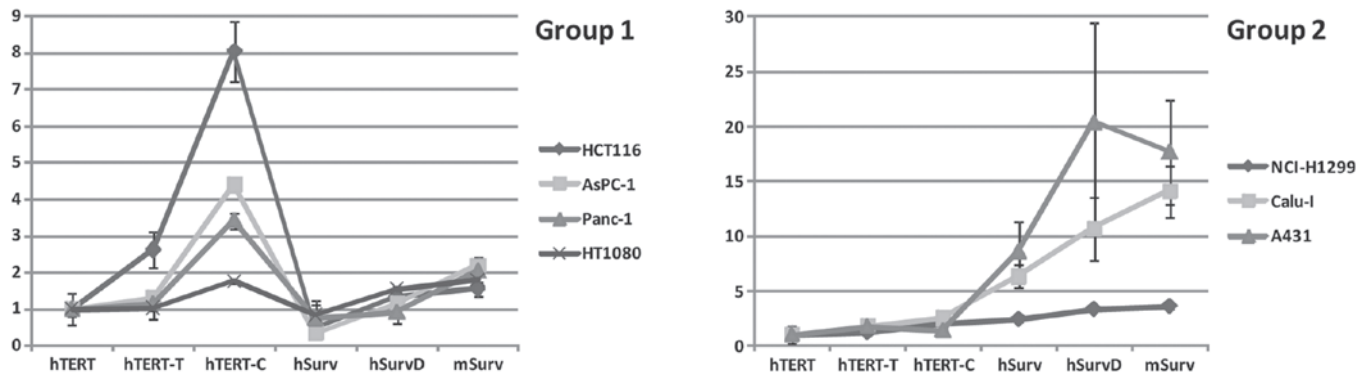 Group 1
9
8
7
6
5
4
3
2
1
0
hTERT hTERT-T hTERT-C hSurv hSurvD mSurv
HCT116
AsPC-1
Panc-1
HT1080
Group 2
30
25
20
15
10
5
0
hTERT hTERT-T hTERT-C hSurv hSurvD mSurv
NCI-H1299
Calu-I
A431